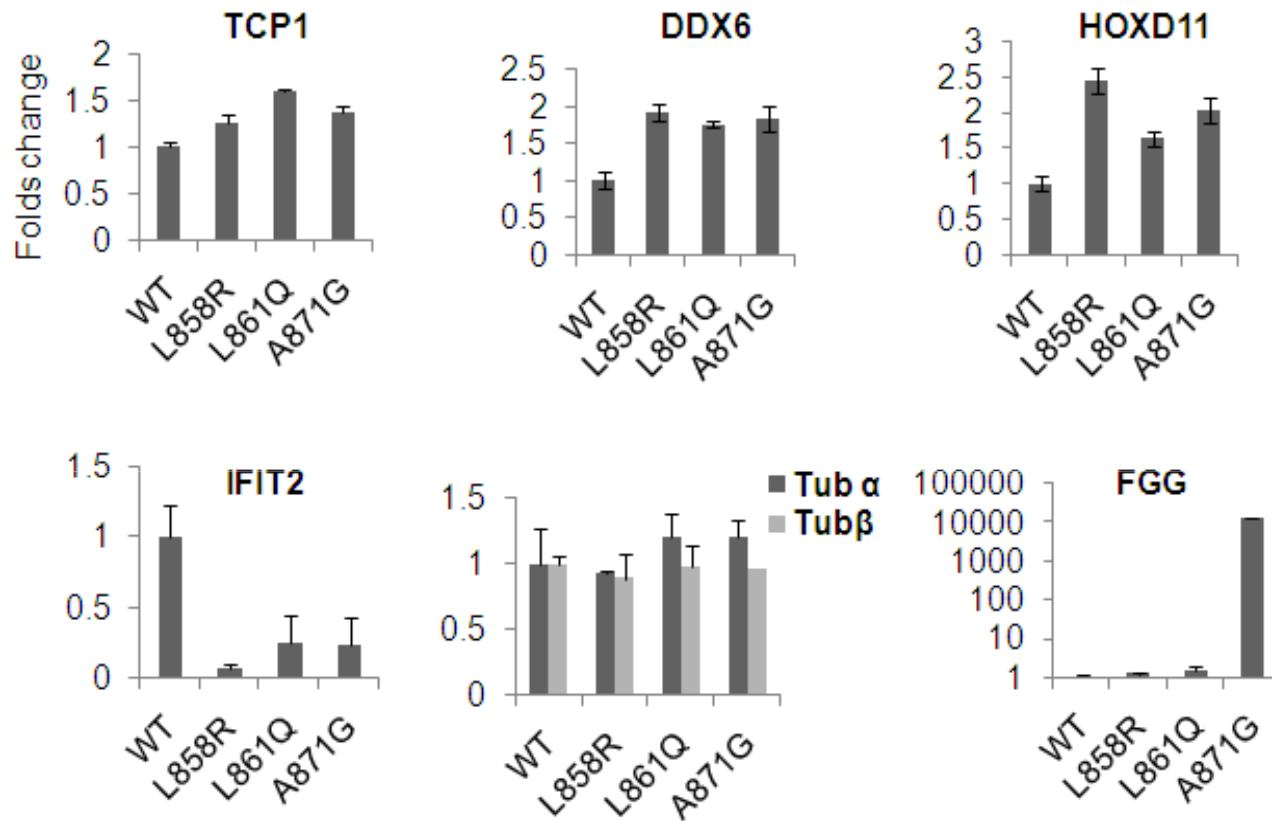 TCP1
Folds change
2
1.5
1
0.5
0
WT
L858R
L861Q
A871G
DDX6
2.5
2
1.5
1
0.5
0
WT
L858R
L861Q
A871G
HOXD11
3
2.5
2
1.5
1
0.5
0
WT
L858R
L861Q
A871G
IFIT2
1.5
1
0.5
0
WT
L858R
L861Q
A871G
Tub α
Tubβ
1.5
1
0.5
0
WT
L858R
L861Q
A871G
FGG
100000
10000
1000
100
10
1
WT
L858R
L861Q
A871G